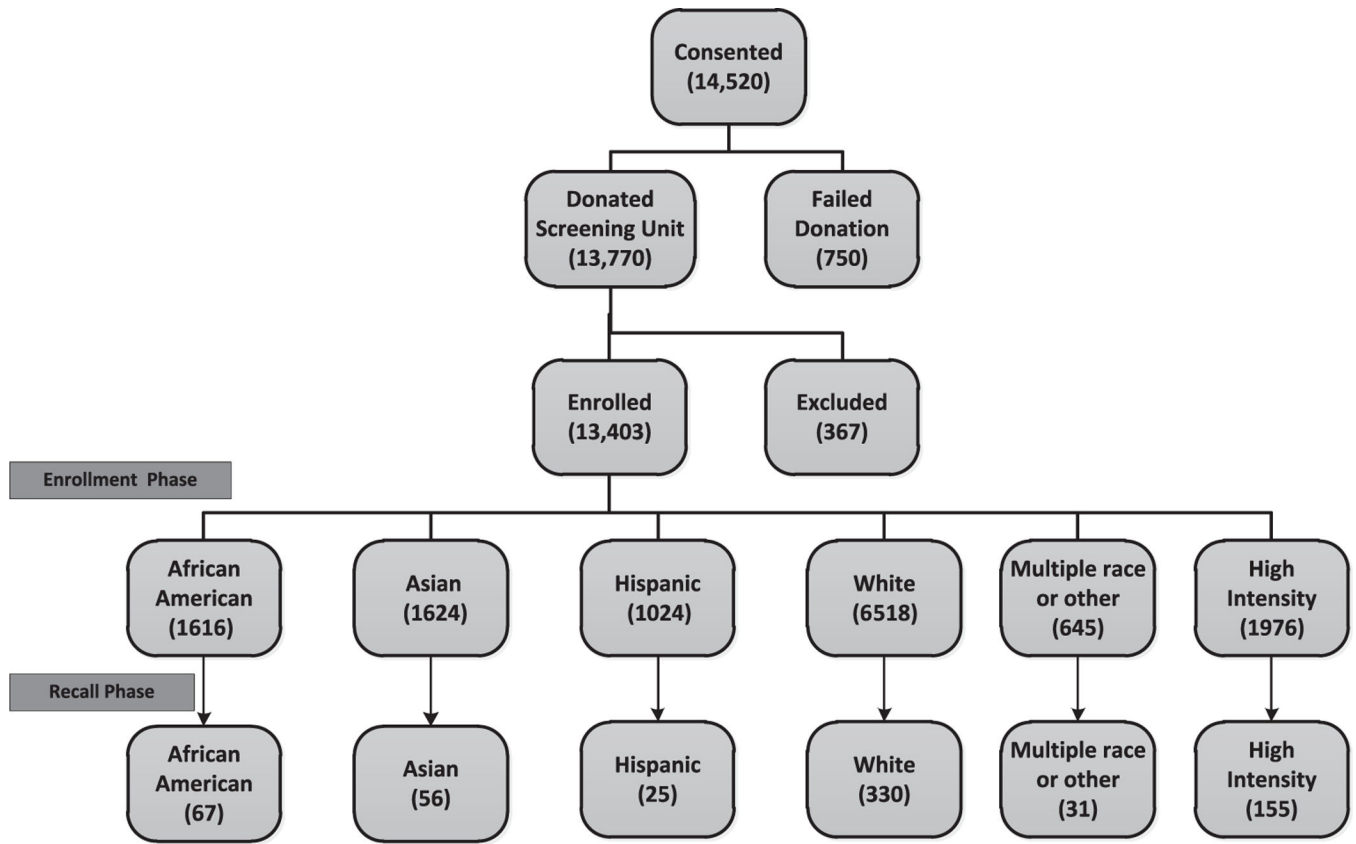 Consented
(14,520)
Donated
Screening Unit
(13,770)
Failed
Donation
(750)
Enrolled
(13,403)
Excluded
(367)
Enrollment Phase
African
American
(1616)
Asian
(1624)
Hispanic
(1024)
White
(6518)
Multiple race
or other
(645)
High
Intensity
(1976)
Recall Phase
African
American
(67)
Asian
(56)
Hispanic
(25)
White
(330)
Multiple race
or other
(31)
High
Intensity
(155)